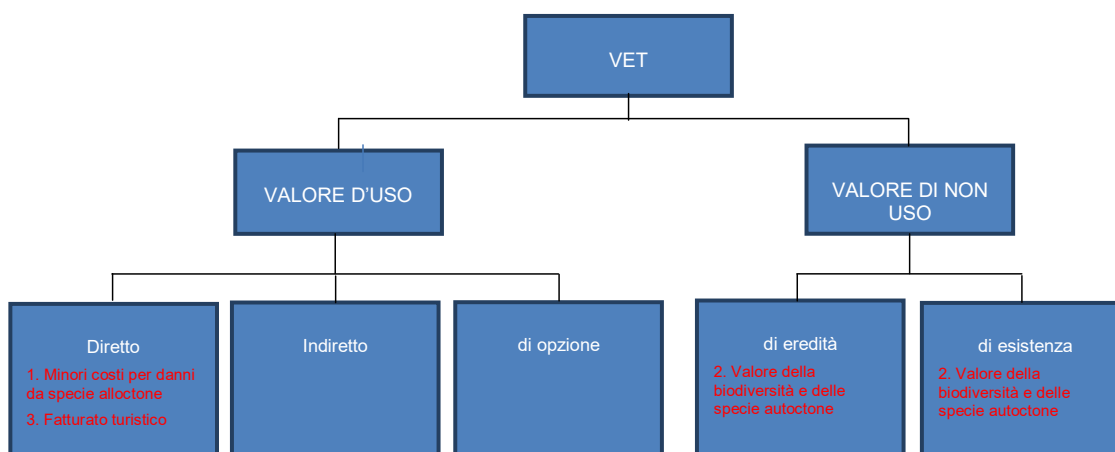 VET
VALORE D'USO
VALORE DI NON
USO
Diretto
1. Minori costi per danni
da specie alloctone
3. Fatturato turistico
Indiretto
di opzione
di eredità
2. Valore della
biodiversità e delle
specie autoctone
di esistenza
2. Valore della
biodiversità e delle
specie autoctone